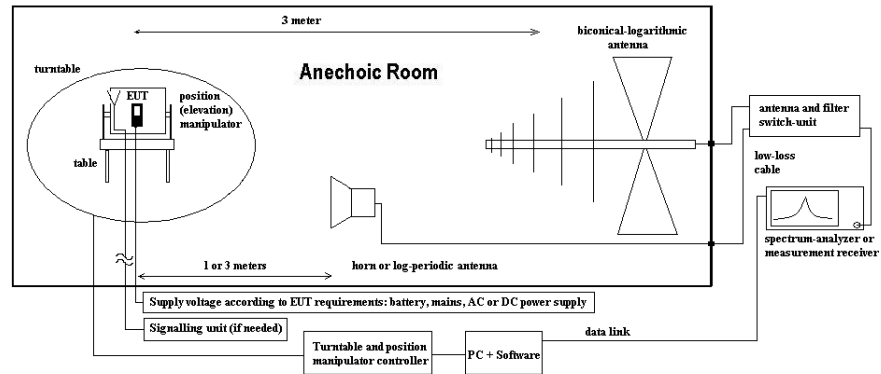 3 meter
biconical-logarithmic
antenna
turntable
Anechoic Room
EUT
position
(elevation)
manipulator
table
antenna and filter
switch-unit
low-loss
cable
spectrum-analyzer or
measurement receiver
1 or 3 meters
horn or log-periodic antenna
Supply voltage according to EUT requirements: battery, mains, AC or DC power supply
Signalling unit (if needed)
data link
Turntable and position
manipulator controller
PC + Software